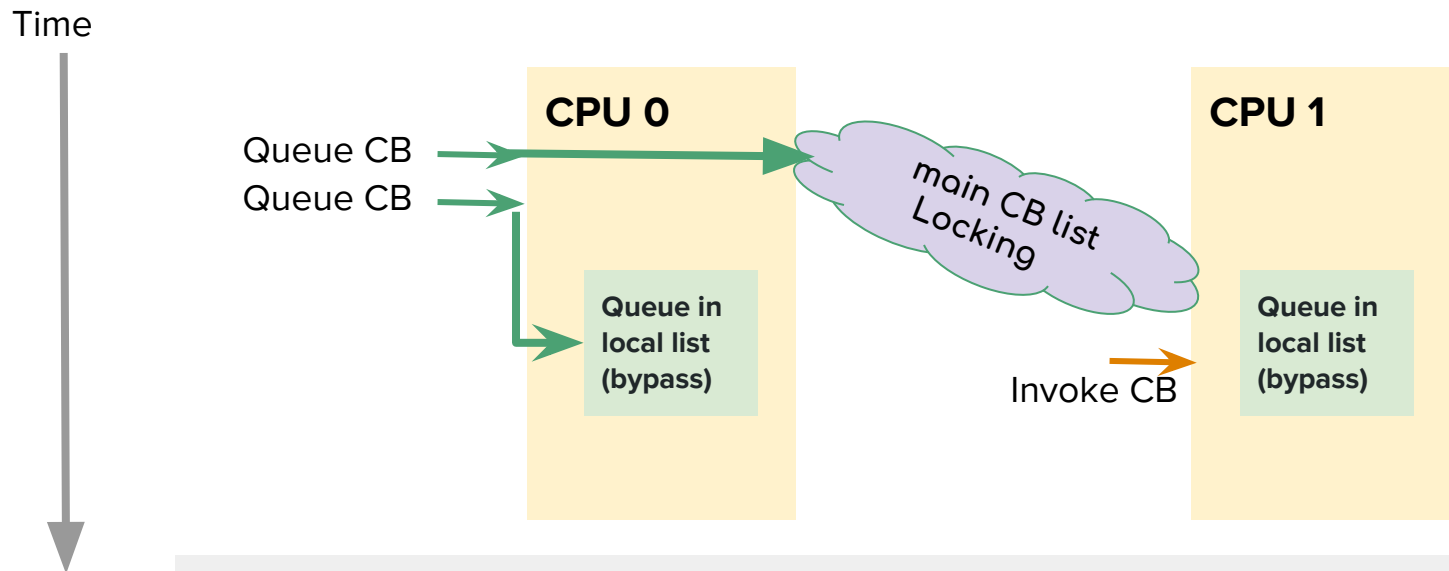 Time
CPU 0
CPU 1
Queue CB
Queue CB
main CB list
Locking
Queue in
local list
(bypass)
Queue in
local list
(bypass)
Invoke CB